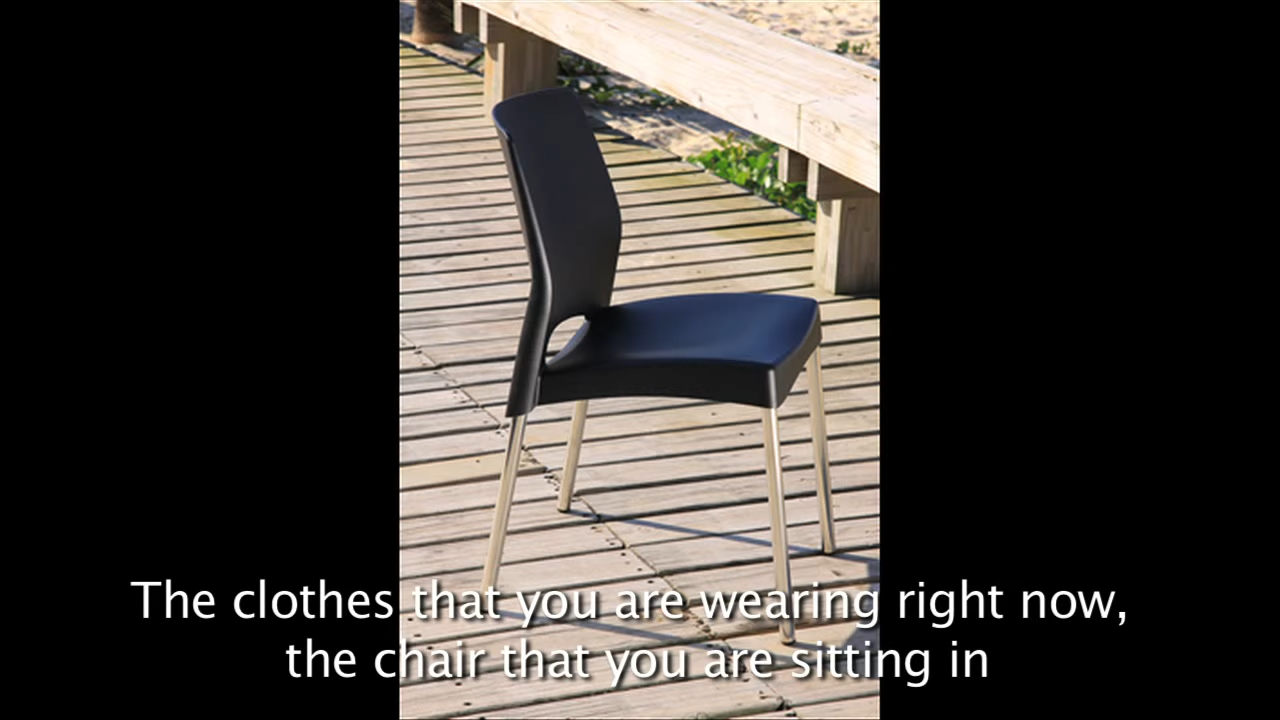 The clothes that you are wearing right now,
the chair that you are sitting in